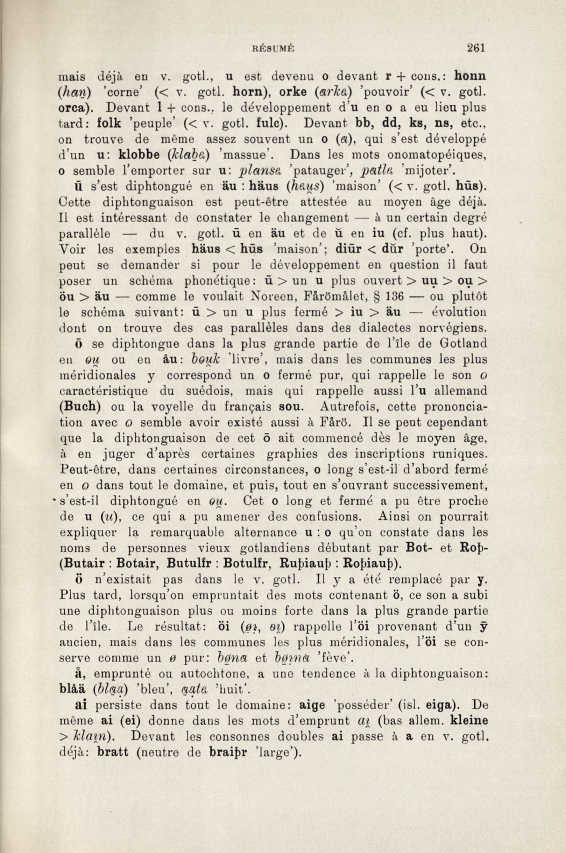 RÉSUMÉ 261
mais déjà en v. gotl., u est devenu o devant r + cons.: honn
(han̥) 'corne' (< v. gotl. horn), orke (arka) 'pouvoir' (< v. gotl.
orca). Devant l + cons., le développement d'u en o a eu lieu plus
tard: folk 'peuple' (< v. gotl. fulc). Devant bb, dd, ks, ns, etc.,
on trouve de même assez souvent un o (a), qui s'est développé
d'un u: klobbe (klaba) 'massue'. Dans les mots onomatopéiques,
o semble l'emporter sur u: plansa 'patauger', patla 'mijoter'.
ū s'est diphtongué en äu: häus (hau̯s) 'maison' (< v. gotl. hūs).
Cette diphtonguaison est peut-être attestée au moyen âge déjà.
Il est intéressant de constater le changement — à un certain degré
parallèle — du v. gotl. ū en äu et de ǖ en iu (cf. plus haut).
Voir les exemples häus < hūs 'maison'; diür < dǖr 'porte'. On
peut se demander si pour le développement en question il faut
poser un schéma phonétique: ū > un u plus ouvert > uu̯ > ou̯ >
öu > äu — comme le voulait Noreen, Fårömålet, § 136 — ou plutôt
le schéma suivant: ū > un u plus fermé > iu > äu — évolution
dont on trouve des cas parallèles dans des dialectes norvégiens.
ō se diphtongue dans la plus grande partie de l'île de Gotland
en ou̯ ou en åu: bou̯k 'livre', mais dans les communes les plus
méridionales y correspond un o fermé pur, qui rappelle le son o
caractéristique du suédois, mais qui rappelle aussi l'u allemand
(Buch) ou la voyelle du français sou. Autrefois, cette prononcia-
tion avec o semble avoir existé aussi à Fårö. Il se peut cependant
que la diphtonguaison de cet ō ait commencé dès le moyen âge,
à en juger d'après certaines graphies des inscriptions runiques.
Peut-être, dans certaines circonstances, o long s'est-il d'abord fermé
en o dans tout le domaine, et puis, tout en s'ouvrant successivement,
s'est-il diphtongué en ou̯. Cet o long et fermé a pu être proche
de u (u), ce qui a pu amener des confusions. Ainsi on pourrait
expliquer la remarquable alternance u : o qu'on constate dans les
noms de personnes vieux gotlandiens débutant par Bot- et Roþ-
(Butair : Botair, Butulfr : Botulfr, Ruþiauþ : Roþiauþ).
ȫ n'existait pas dans le v. gotl. Il y a été remplacé par y.
Plus tard, lorsqu'on empruntait des mots contenant ö, ce son a subi
une diphtonguaison plus ou moins forte dans la plus grande partie
de l'île. Le résultat: öi (øi̯, ɵi̯) rappelle l'öi provenant d'un ȳ
ancien, mais dans les communes les plus méridionales, l'öi se con-
serve comme un ø pur: bøna et bøi̯na 'fève'.
å, emprunté ou autochtone, a une tendence à la diphtonguaison:
blåä (blaa̯) 'bleu', aa̯ta 'huit'.
ai persiste dans tout le domaine: aige 'posséder' (isl. eiga). De
même ai (ei) donne dans les mots d'emprunt ai̯ (bas allem. kleine
> klai̯n). Devant les consonnes doubles ai passe à a en v. gotl.
déjà: bratt (neutre de braiþr 'large').